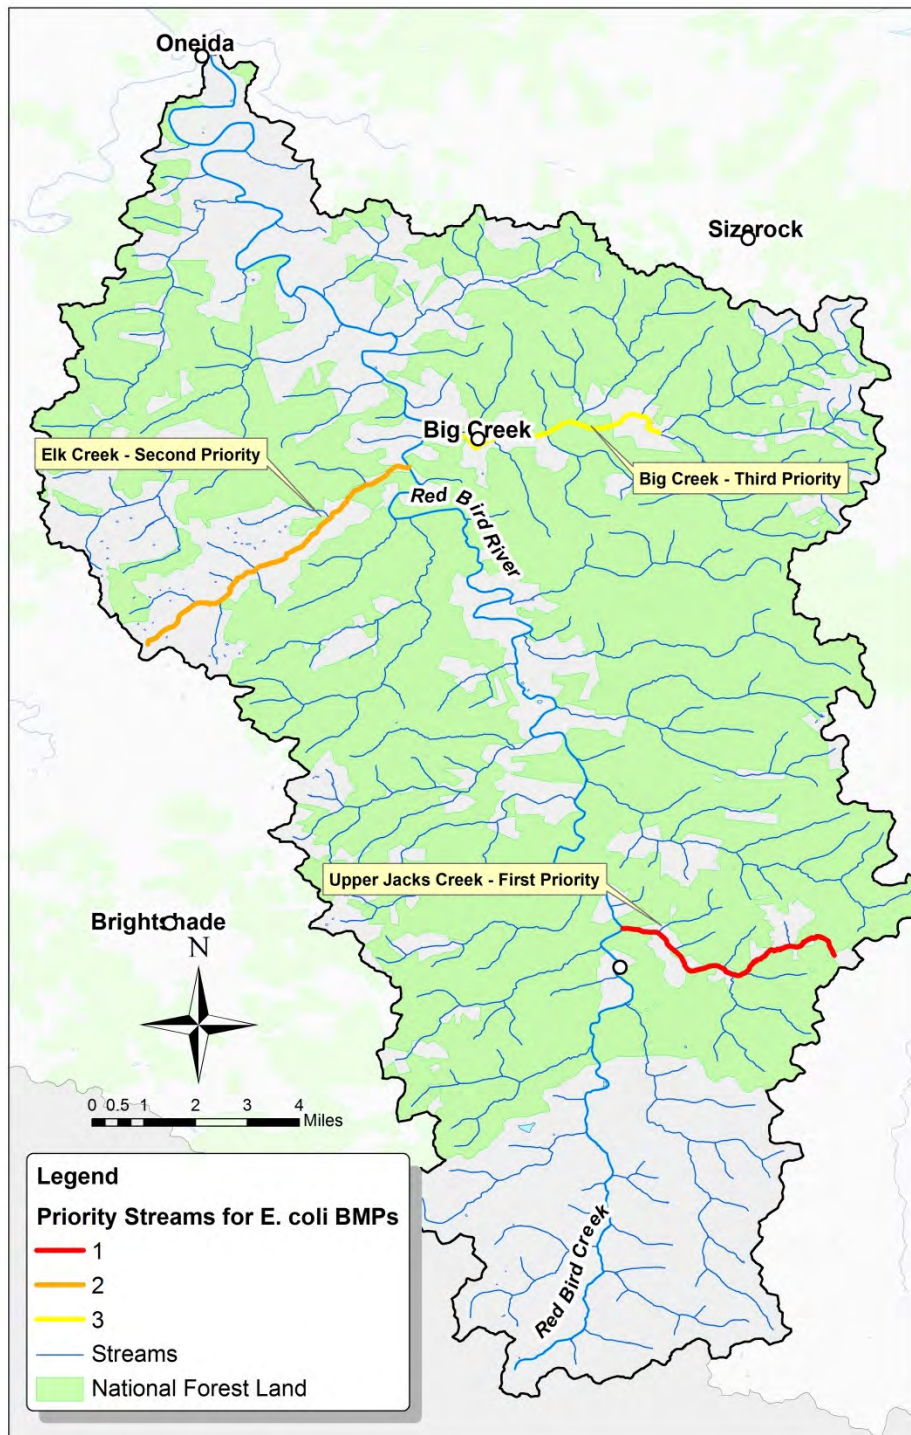 Oneida
Sizerock
Big Creek
Elk Creek - Second Priority
Big Creek - Third Priority
Red Bird River
Upper Jacks Creek - First Priority
Brightshade
N
0 0.5 1 2 3 4
Miles
Red Bird Creek
Legend
Priority Streams for E. coli BMPs
1
2
3
Streams
National Forest Land